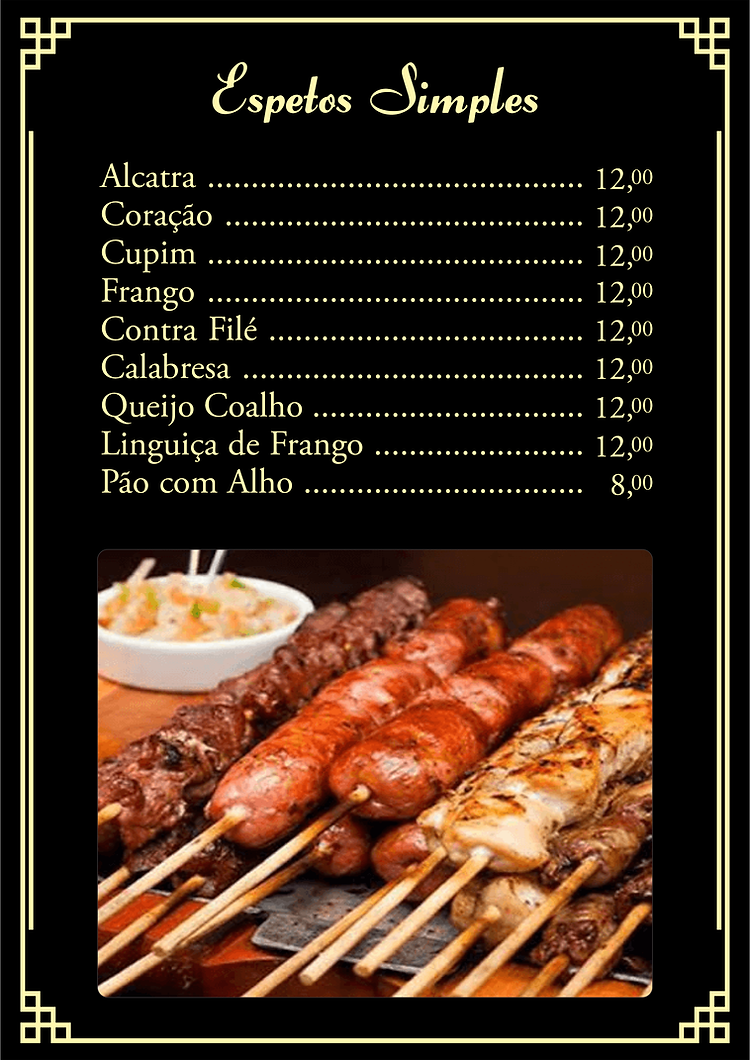 Espetos Simples
Alcatra ........................................ 12,00
Coração ...................................... 12,00
Cupim ........................................ 12,00
Frango ........................................ 12,00
Contra Filé .................................. 12,00
Calabresa .................................... 12,00
Queijo Coalho ............................. 12,00
Linguiça de Frango ...................... 12,00
Pão com Alho .............................. 8,00